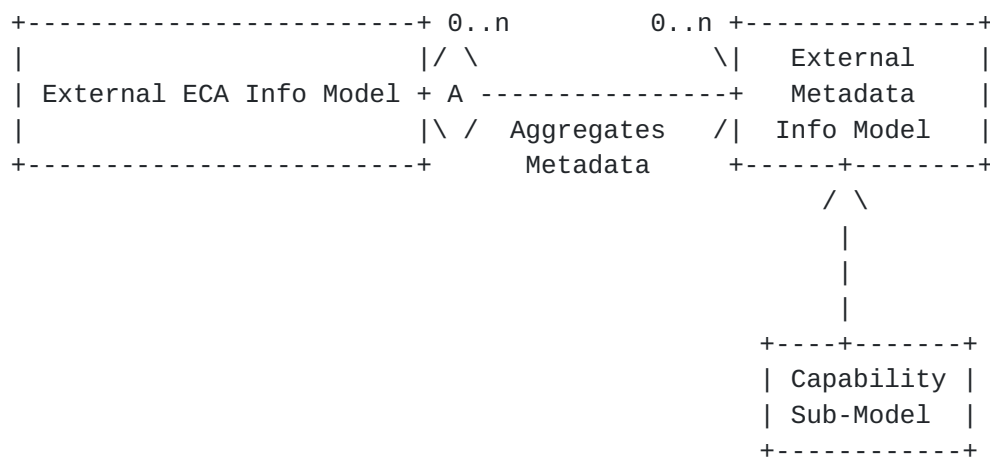 0..n 0..n
External
External ECA Info Model A Metadata
Aggregates Info Model
Metadata
Capability
Sub-Model